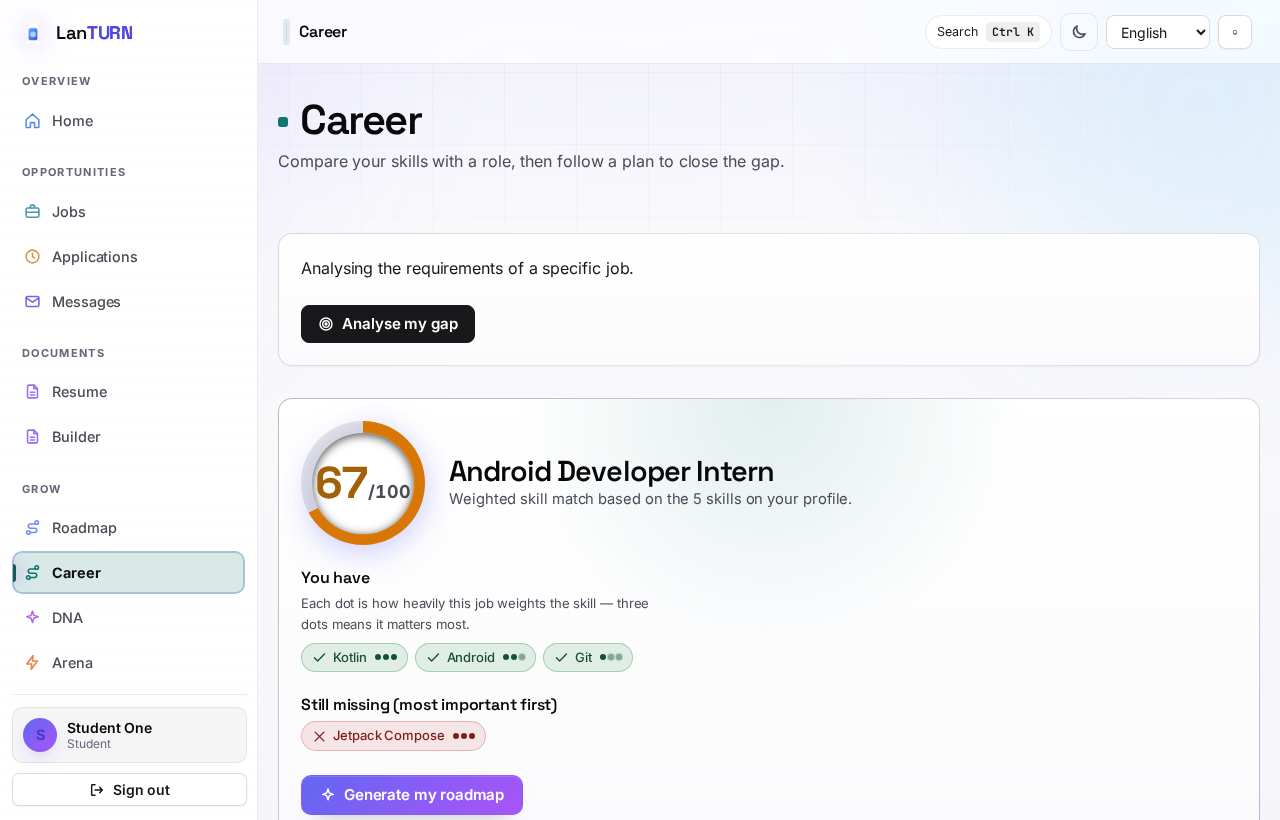 LanTURN
OVERVIEW
Home
OPPORTUNITIES
Jobs
Applications
Messages
DOCUMENTS
Resume
Builder
GROW
Roadmap
Career
DNA
Arena
S
Student One
Student
Sign out
Career
Search Ctrl K
English
Career
Compare your skills with a role, then follow a plan to close the gap.
Analysing the requirements of a specific job.
Analyse my gap
67/100
Android Developer Intern
Weighted skill match based on the 5 skills on your profile.
You have
Each dot is how heavily this job weights the skill — three
dots means it matters most.
Kotlin
Android
Git
Still missing (most important first)
Jetpack Compose
Generate my roadmap